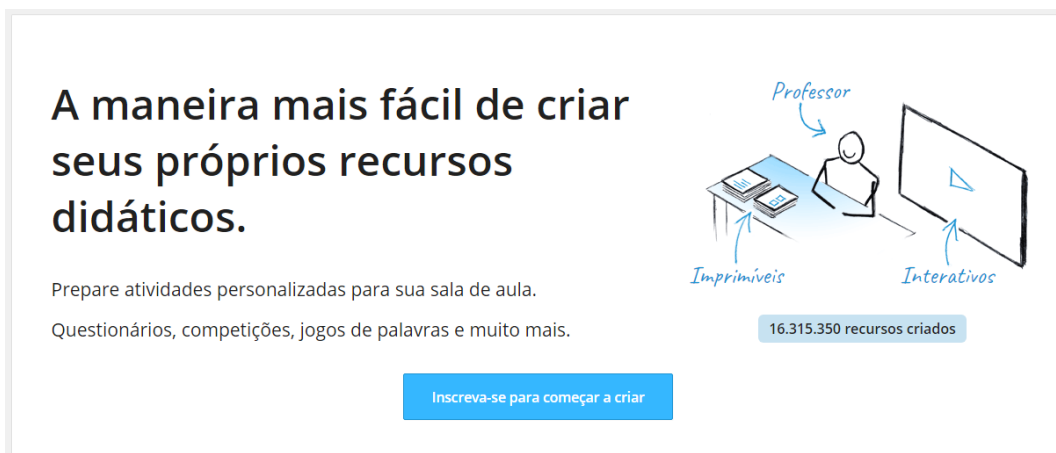 A maneira mais fácil de criar
seus próprios recursos
didáticos.
Prepare atividades personalizadas para sua sala de aula.
Questionários, competições, jogos de palavras e muito mais.
Professor
Imprimíveis
Interativos
16.315.350 recursos criados
Inscreva-se para começar a criar